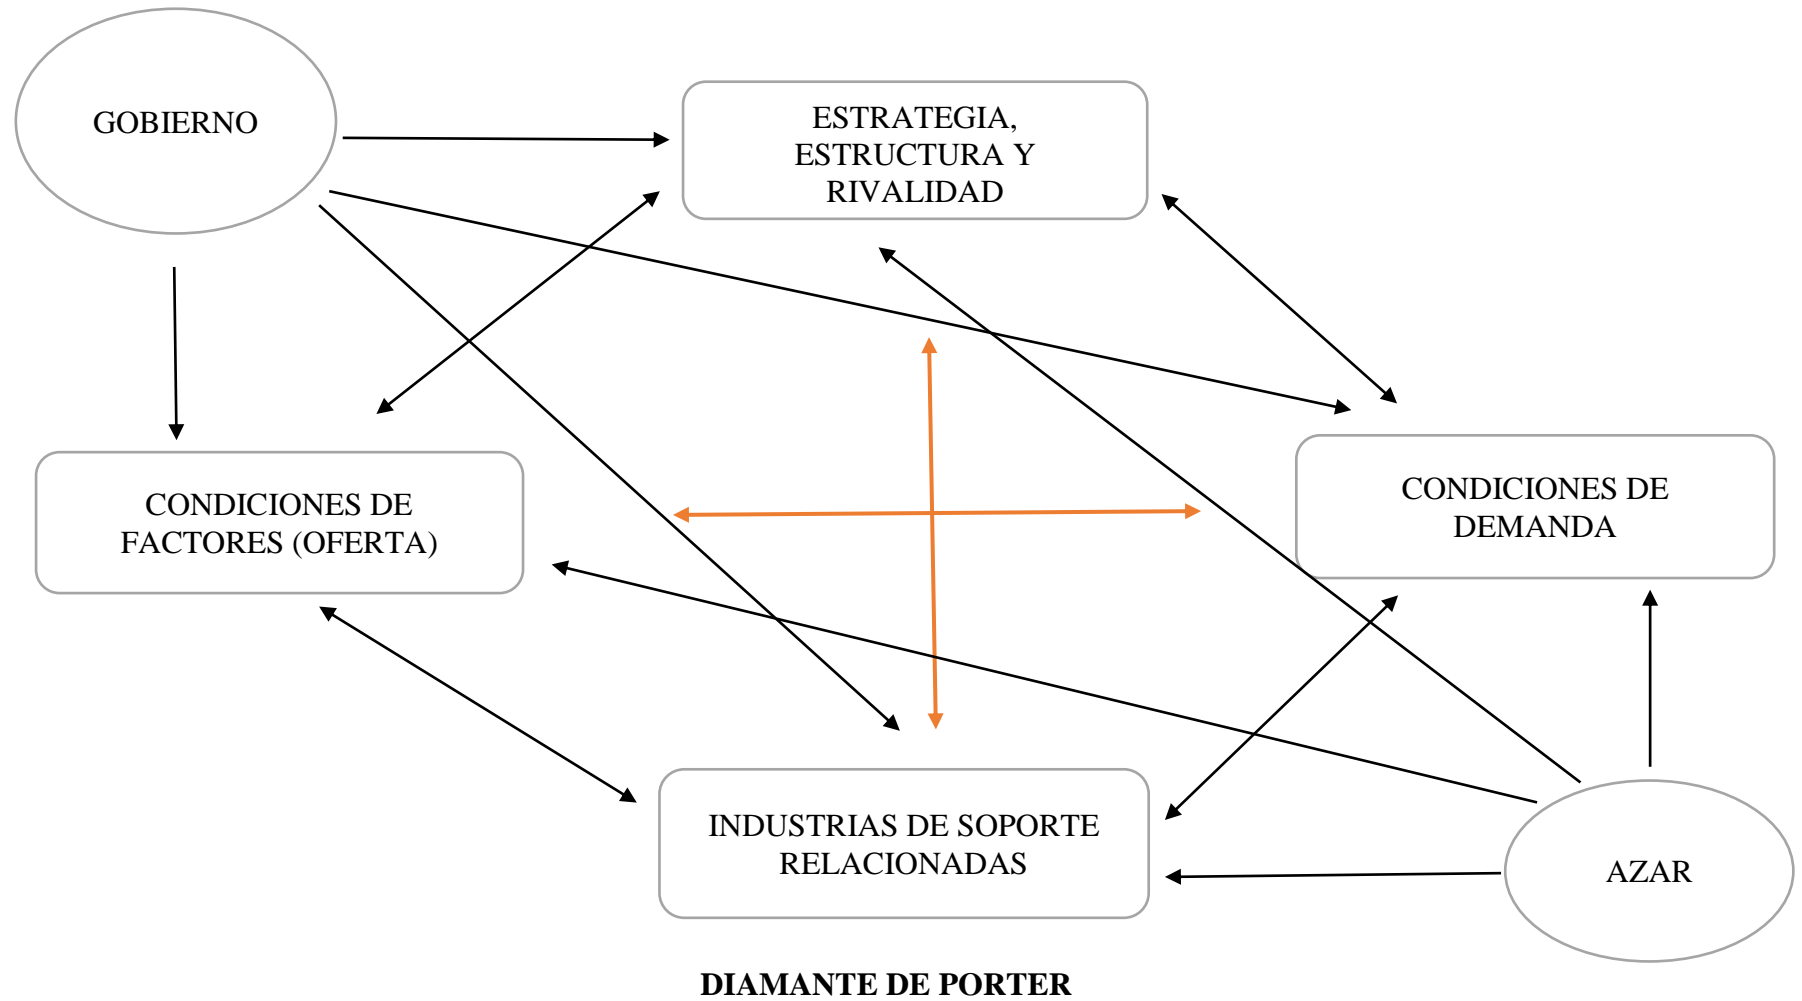 GOBIERNO
ESTRATEGIA,
ESTRUCTURA Y
RIVALIDAD
CONDICIONES DE
FACTORES (OFERTA)
CONDICIONES DE
DEMANDA
INDUSTRIAS DE SOPORTE
RELACIONADAS
AZAR
DIAMANTE DE PORTER